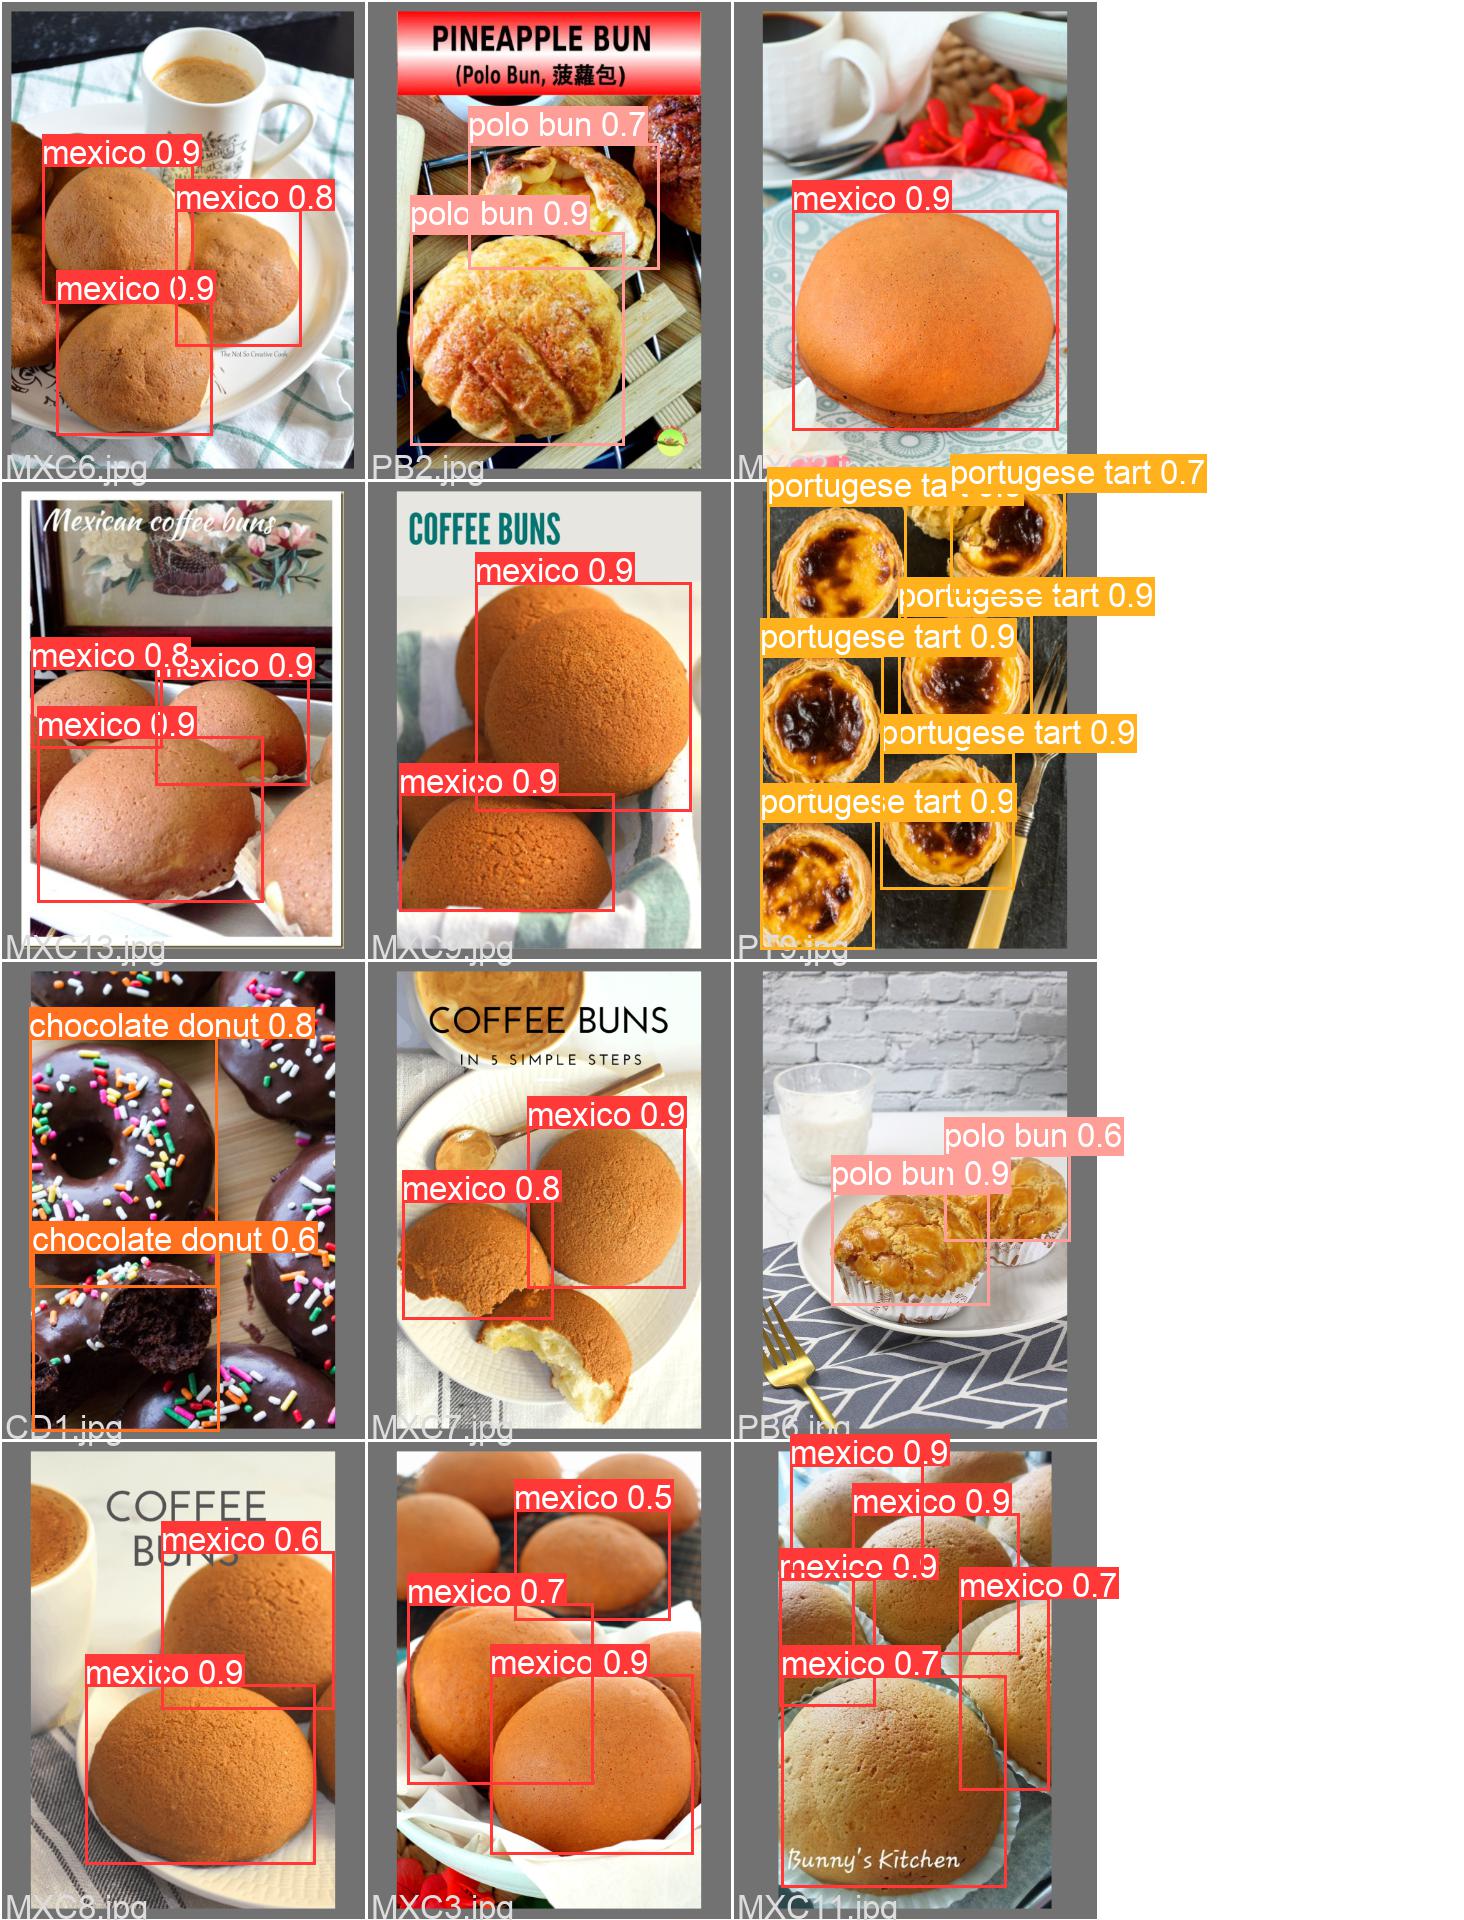 mexico 0.9
mexico 0.8
mexico 0.9
The Not So Creative Cook
MXC6.jpg
PINEAPPLE BUN
(Polo Bun, 菠蘿包)
polo bun 0.7
polo bun 0.9
PB2.jpg
mexico 0.9
Mexican coffee buns
mexico 0.8
mexico 0.9
mexico 0.9
MXC13.jpg
COFFEE BUNS
mexico 0.9
mexico 0.9
MXC9.jpg
portugese
portugese tart 0.7
portugese tart 0.9
portugese tart 0.9
portugese tart 0.9
portugese tart 0.9
PT9.jpg
chocolate donut 0.8
chocolate donut 0.6
CD1.jpg
COFFEE BUNS
IN 5 SIMPLE STEPS
mexico 0.9
mexico 0.8
MXC7.jpg
polo bun 0.6
polo bun 0.9
PB6.jpg
COFFEE
BUNS
mexico 0.6
mexico 0.9
MXC8.jpg
mexico 0.5
mexico 0.7
mexico 0.9
MXC3.jpg
mexico 0.9
mexico 0.9
mexico 0.9
mexico 0.7
mexico 0.7
Bunny's Kitchen
MXC11.jpg